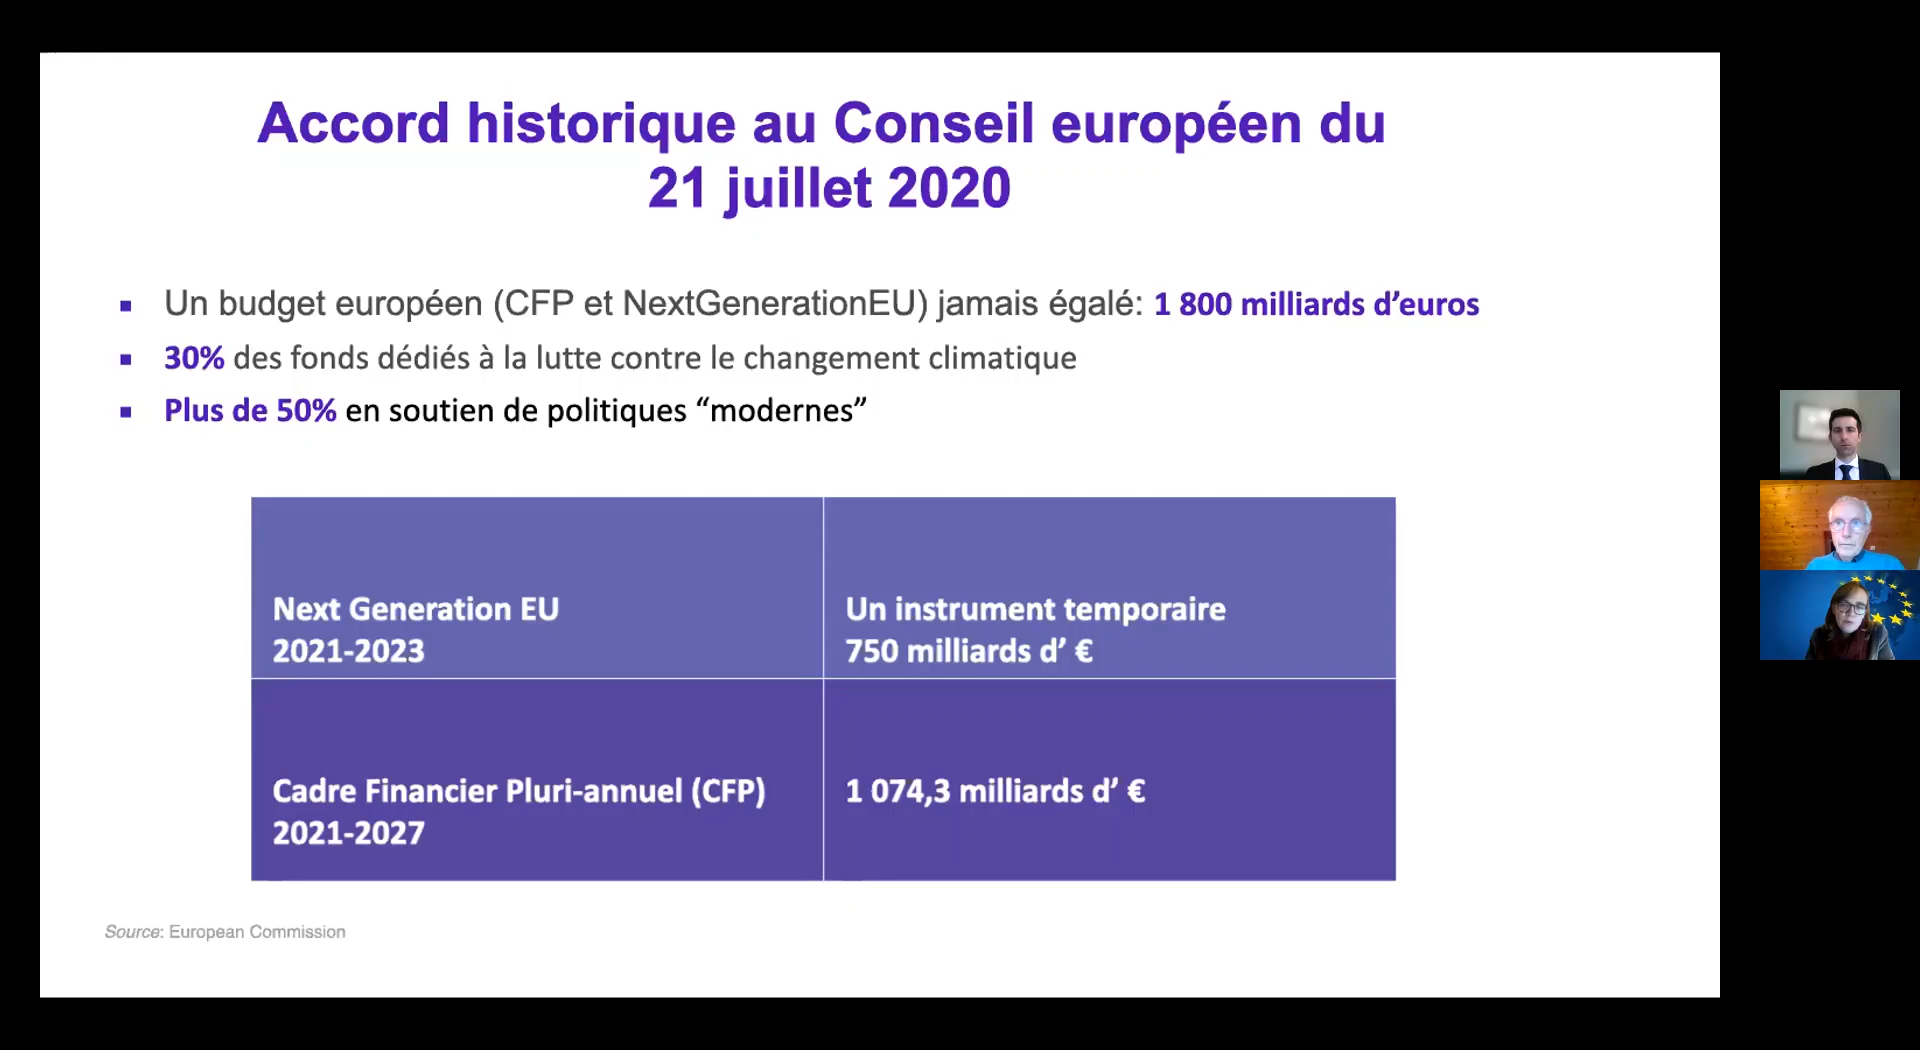 Accord historique au Conseil européen du
21 juillet 2020
Un budget européen (CFP et NextGenerationEU) jamais égalé: 1 800 milliards d’euros
30% des fonds dédiés à la lutte contre le changement climatique
Plus de 50% en soutien de politiques “modernes”
Next Generation EU
2021-2023
Un instrument temporaire
750 milliards d’ €
Cadre Financier Pluri-annuel (CFP)
2021-2027
1 074,3 milliards d’ €
Source: European Commission